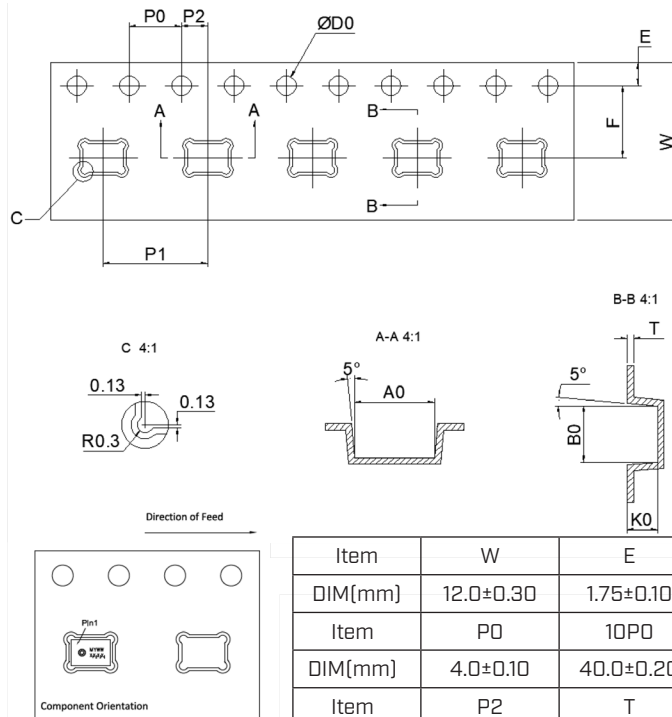 P0 P2 ØD0 E
A A B F W
B
C
P1
B-B 4:1
T
C 4:1
A-A 4:1
0.13
0.13
R0.3
5°
A0
5°
B0
K0
Direction of Feed
Pin1
Component Orientation
Item W E
DIM(mm) 12.0±0.30 1.75±0.10
Item P0 10P0
DIM(mm) 4.0±0.10 40.0±0.20
Item P2 T